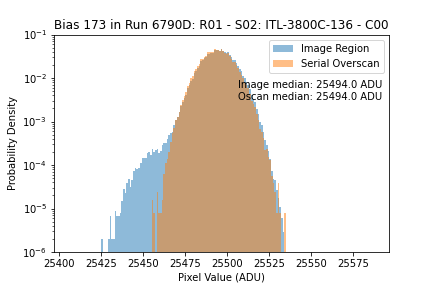 Bias 173 in Run 6790D: R01 - S02: ITL-3800C-136 - C00
Image Region
Serial Overscan
Image median: 25494.0 ADU
Oscan median: 25494.0 ADU
Probability Density
10⁻¹
10⁻²
10⁻³
10⁻⁴
10⁻⁵
10⁻⁶
25400 25425 25450 25475 25500 25525 25550 25575
Pixel Value (ADU)